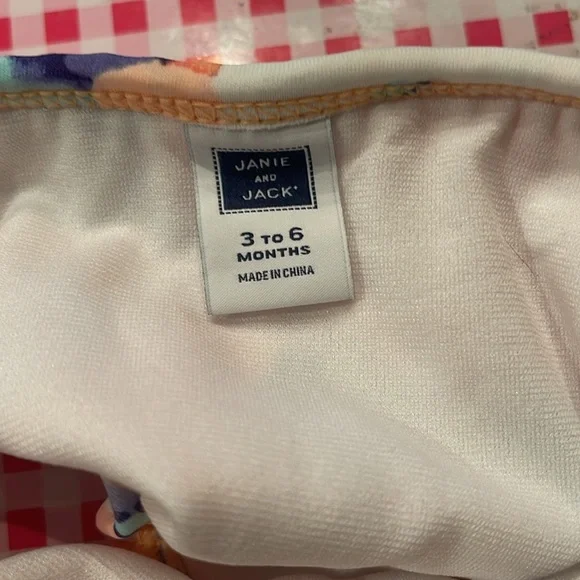 JANIE
AND
JACK
3 TO 6
MONTHS
MADE IN CHINA